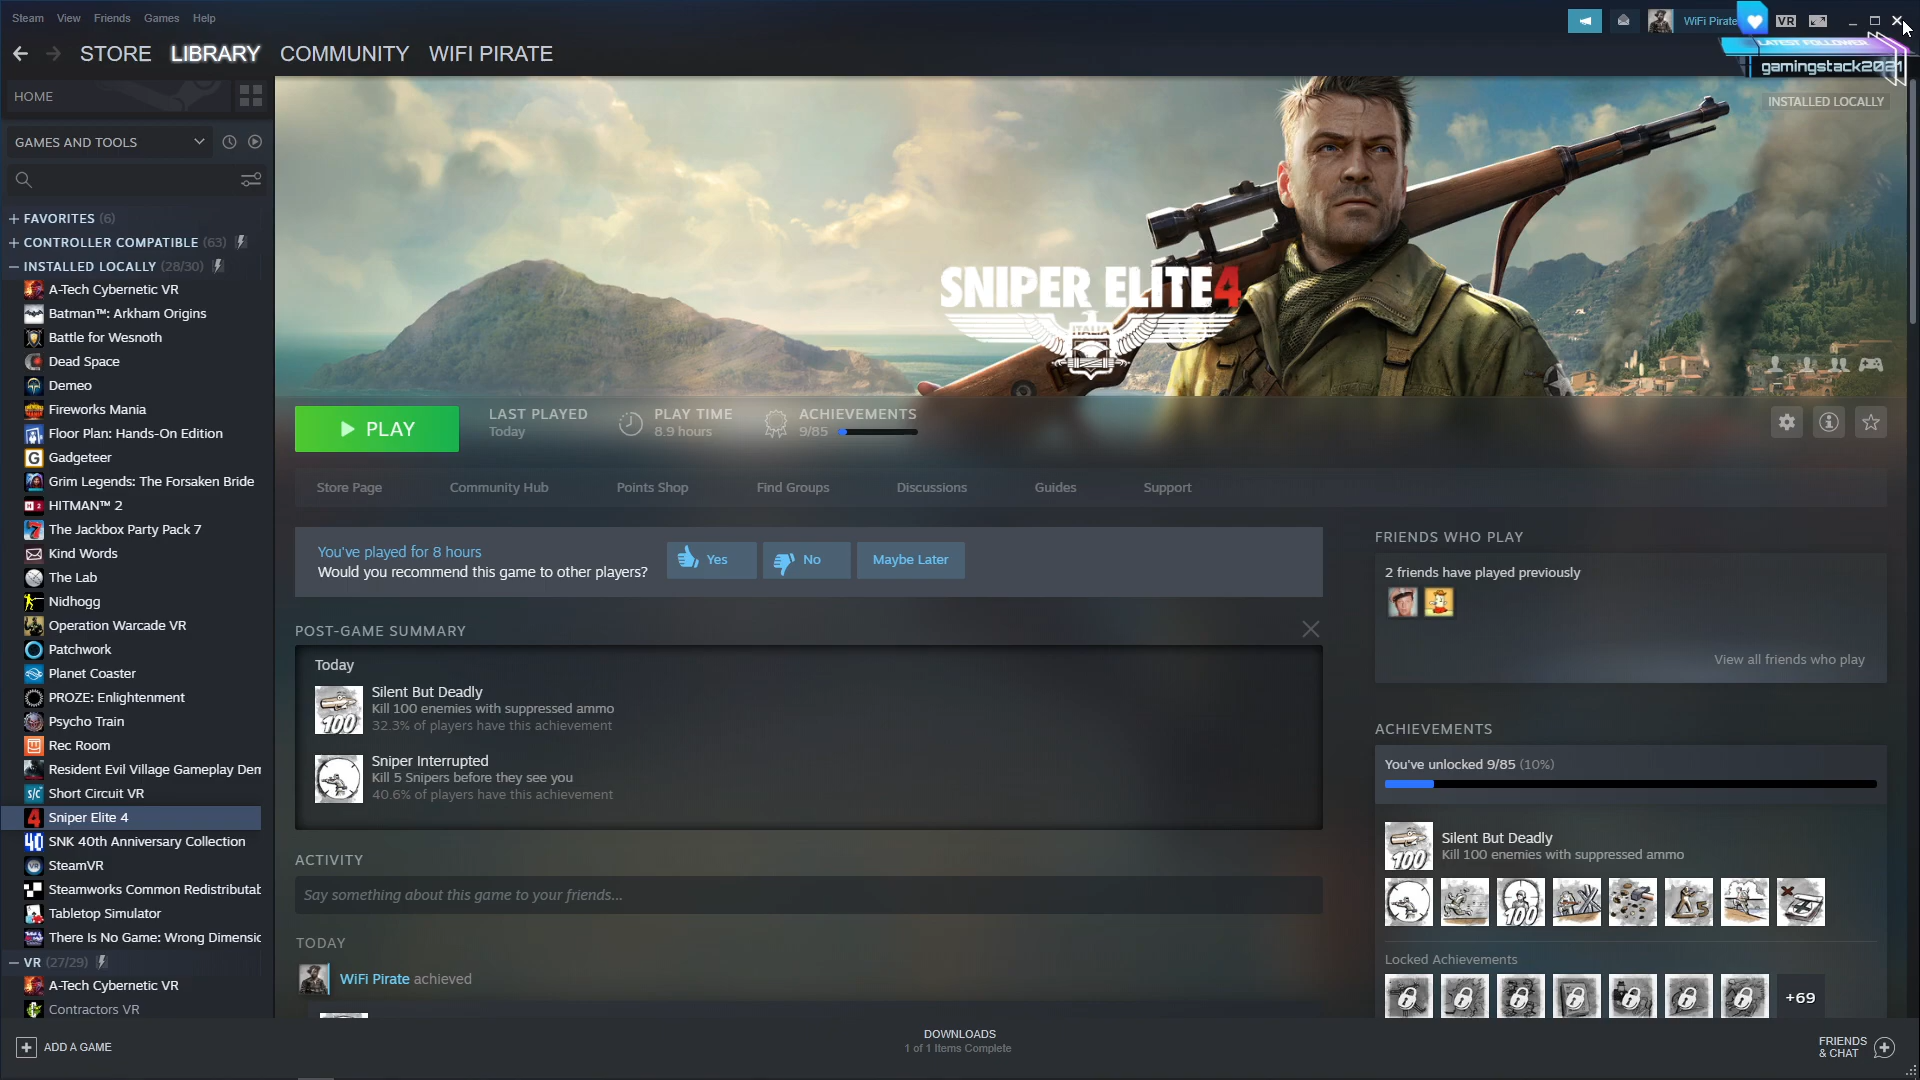 Steam View Friends Games Help
WiFi Pirate
VR
STORE LIBRARY COMMUNITY WIFI PIRATE
LATEST FOLLOWER
gamingstack2021
HOME
INSTALLED LOCALLY
GAMES AND TOOLS
+ FAVORITES (6)
+ CONTROLLER COMPATIBLE (63)
— INSTALLED LOCALLY (28/30)
A-Tech Cybernetic VR
Batman™: Arkham Origins
Battle for Wesnoth
Dead Space
Demeo
Fireworks Mania
Floor Plan: Hands-On Edition
Gadgeteer
Grim Legends: The Forsaken Bride
HITMAN™ 2
The Jackbox Party Pack 7
Kind Words
The Lab
Nidhogg
Operation Warcade VR
Patchwork
Planet Coaster
PROZE: Enlightenment
Psycho Train
Rec Room
Resident Evil Village Gameplay Dem
Short Circuit VR
Sniper Elite 4
SNK 40th Anniversary Collection
SteamVR
Steamworks Common Redistributab
Tabletop Simulator
There Is No Game: Wrong Dimensic
— VR (27/29)
A-Tech Cybernetic VR
Contractors VR
SNIPER ELITE 4
ITALIA
PLAY
LAST PLAYED
Today
PLAY TIME
8.9 hours
ACHIEVEMENTS
9/85
Store Page Community Hub Points Shop Find Groups Discussions Guides Support
You've played for 8 hours
Would you recommend this game to other players?
Yes No Maybe Later
POST-GAME SUMMARY
Today
100
Silent But Deadly
Kill 100 enemies with suppressed ammo
32.3% of players have this achievement
Sniper Interrupted
Kill 5 Snipers before they see you
40.6% of players have this achievement
ACTIVITY
Say something about this game to your friends...
TODAY
WiFi Pirate achieved
FRIENDS WHO PLAY
2 friends have played previously
View all friends who play
ACHIEVEMENTS
You've unlocked 9/85 (10%)
100
Silent But Deadly
Kill 100 enemies with suppressed ammo
100
5
Locked Achievements
+69
ADD A GAME
DOWNLOADS
1 of 1 Items Complete
FRIENDS
& CHAT